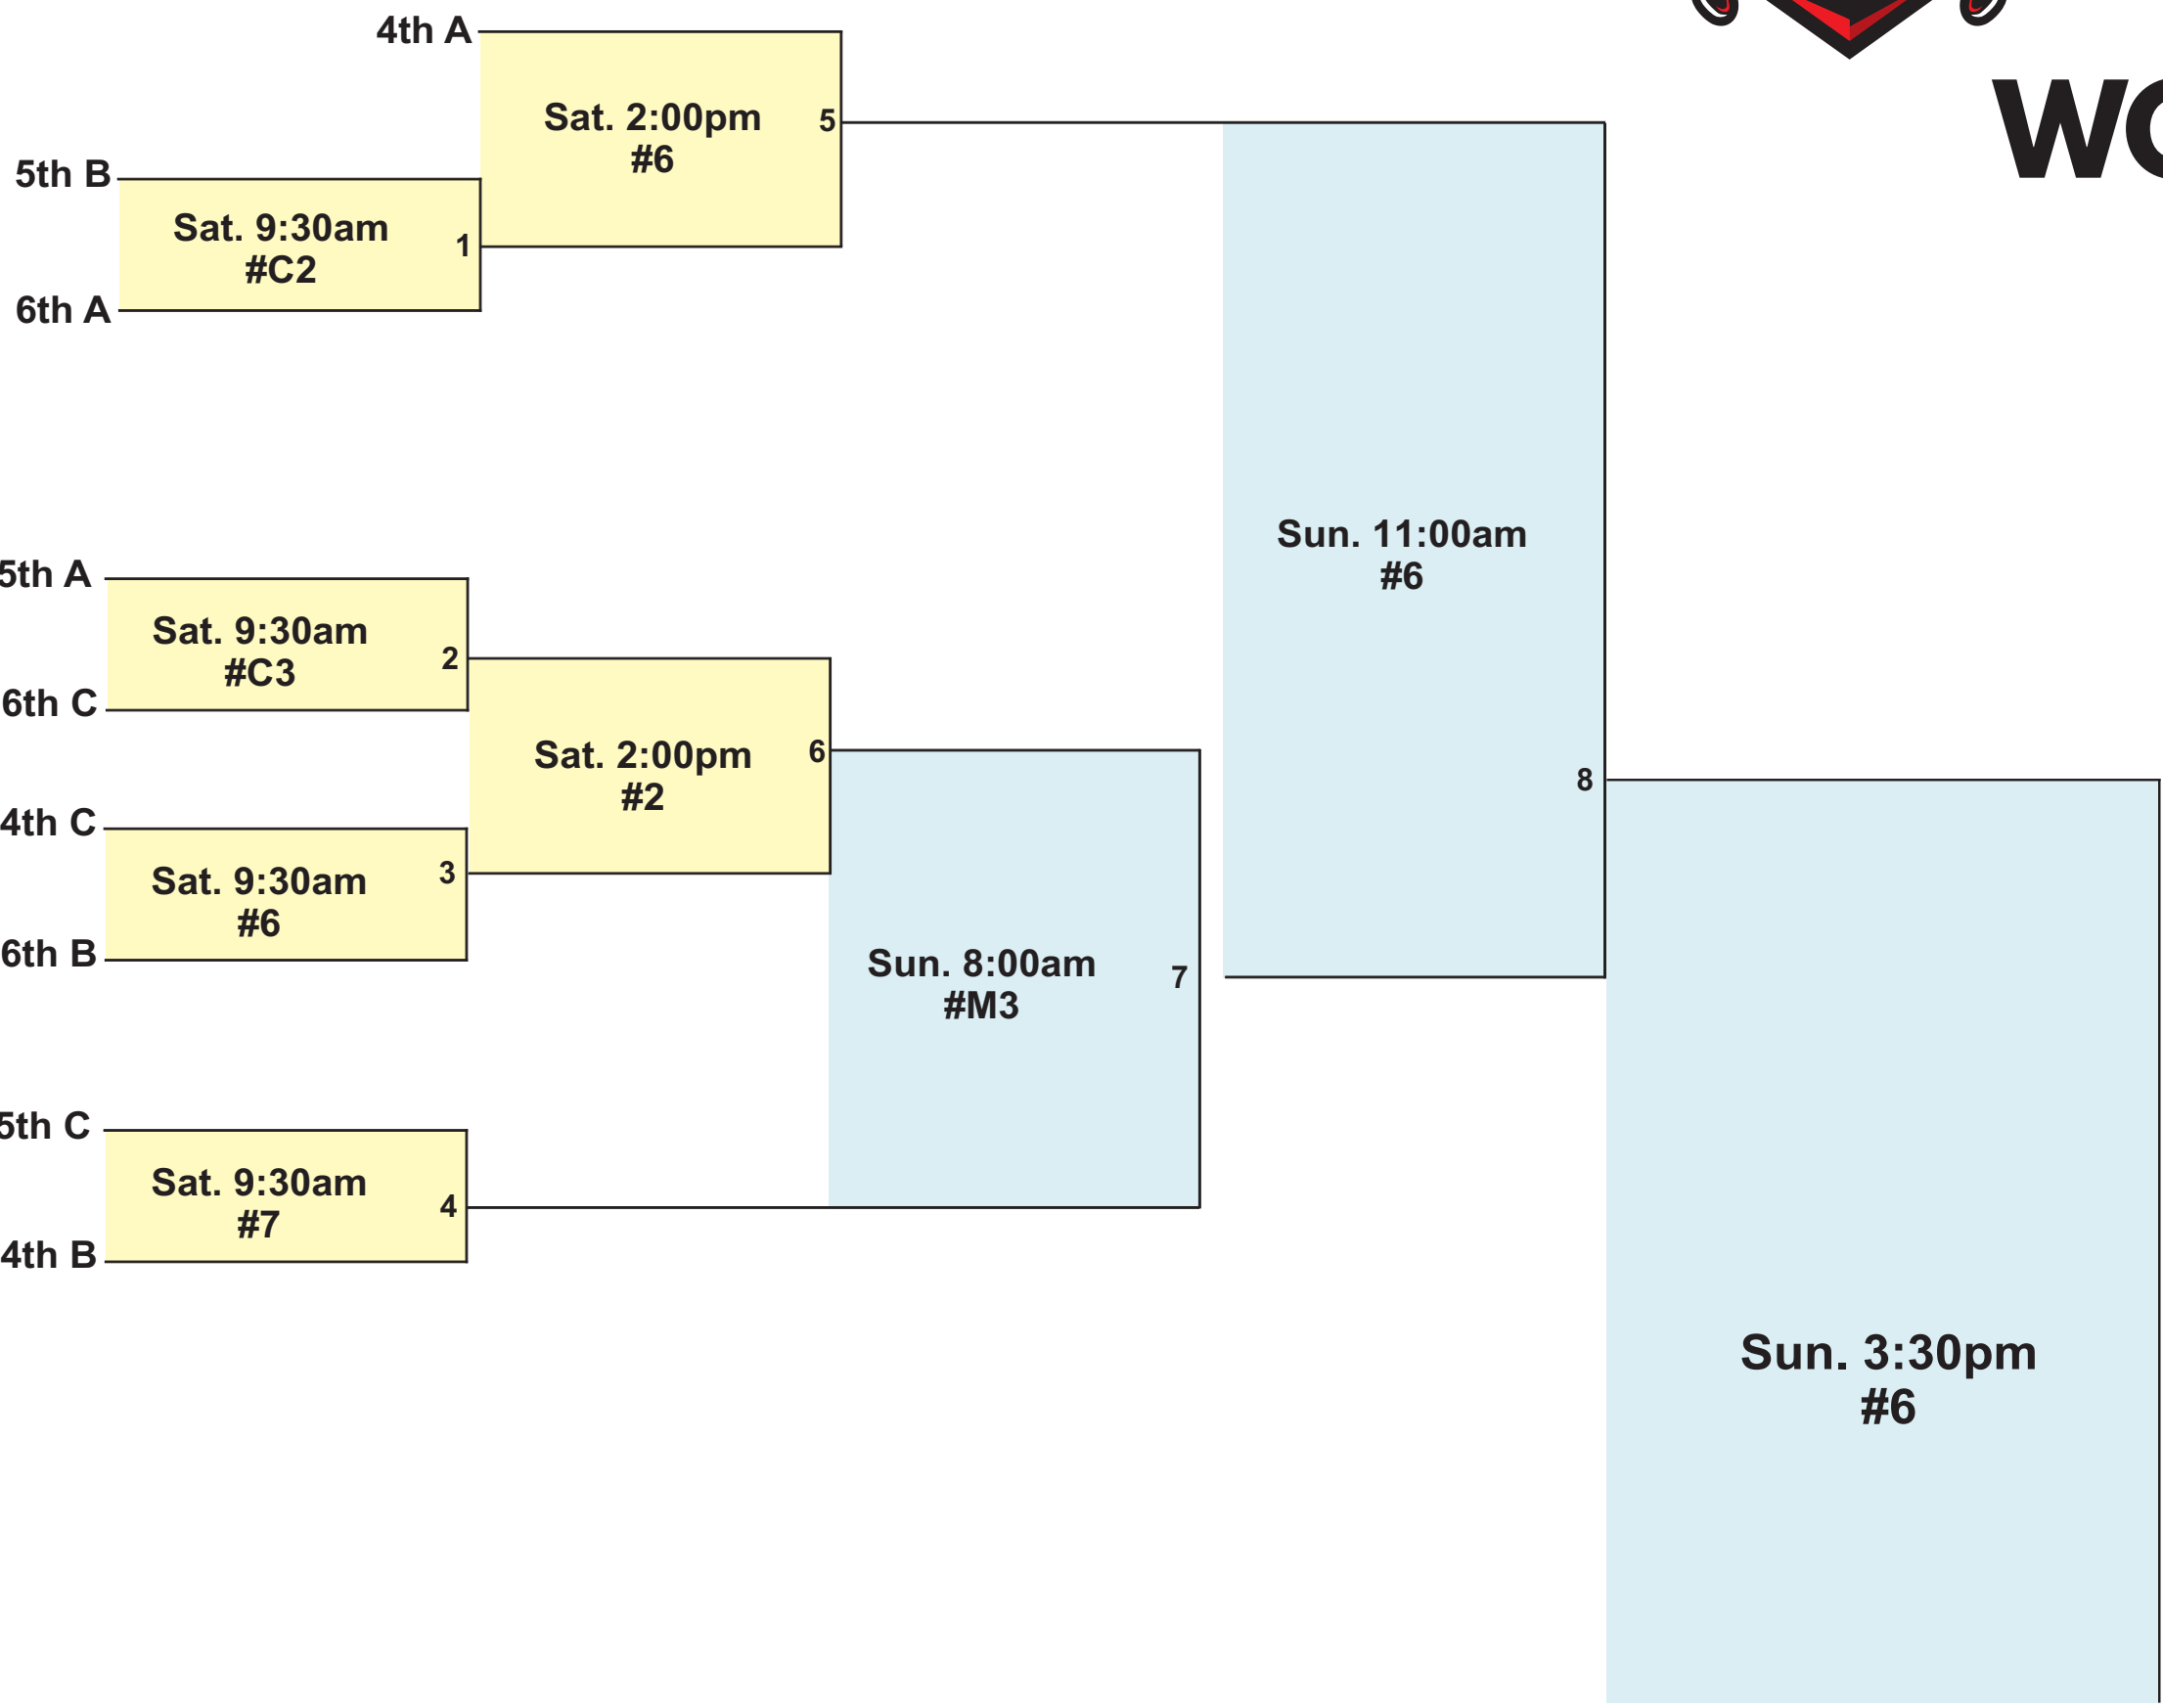 4th A
Sat. 2:00pm
#6
5
5th B
Sat. 9:30am
#C2
1
6th A
5th A
Sat. 9:30am
#C3
2
6th C
Sat. 2:00pm
#2
6
4th C
Sat. 9:30am
#6
3
6th B
Sun. 8:00am
#M3
7
5th C
Sat. 9:30am
#7
4
4th B
Sun. 11:00am
#6
8
Sun. 3:30pm
#6